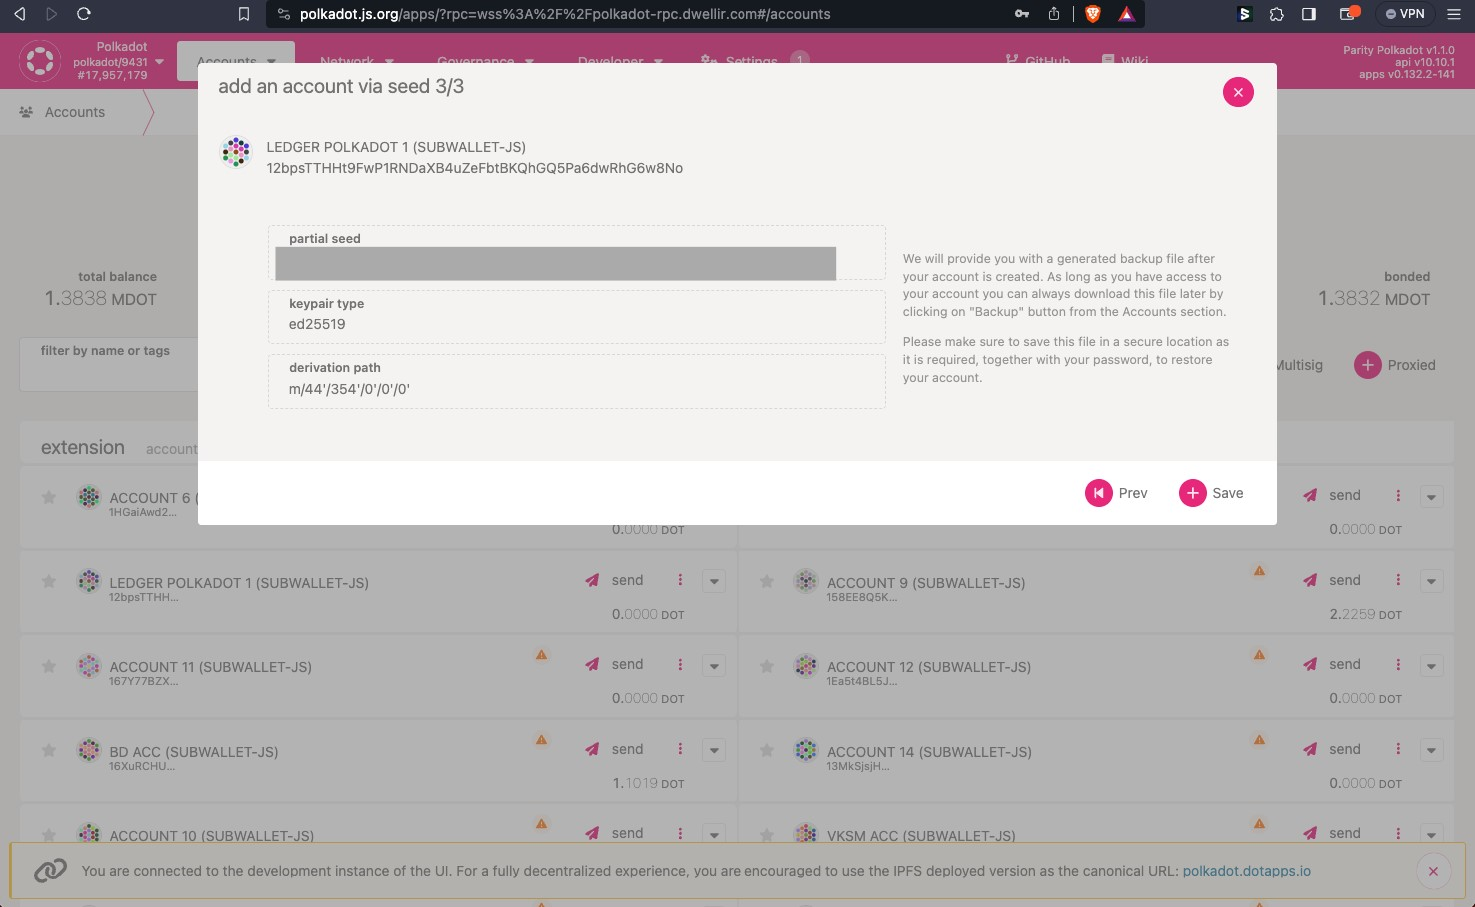 polkadot.js.org/apps/?rpc=wss%3A%2F%2Fpolkadot-rpc.dwellir.com#/accounts
VPN
Polkadot
polkadot/9431
#17,957,179
Accounts
Network
Governance
Developer
Settings
1
GitHub
Wiki
Parity Polkadot v1.1.0
api v10.10.1
apps v0.132.2-141
Accounts
add an account via seed 3/3
LEDGER POLKADOT 1 (SUBWALLET-JS)
12bpsTTHHt9FwP1RNDaXB4uZeFbtBKQhGQ5Pa6dwRhG6w8No
partial seed
keypair type
ed25519
derivation path
m/44'/354'/0'/0'/0'
We will provide you with a generated backup file after
your account is created. As long as you have access to
your account you can always download this file later by
clicking on "Backup" button from the Accounts section.
Please make sure to save this file in a secure location as
it is required, together with your password, to restore
your account.
Prev
Save
total balance
1.3838 MDOT
bonded
1.3832 MDOT
filter by name or tags
Multisig
Proxied
extension
account
ACCOUNT 6 (
1HGaiAwd2...
0.0000 DOT
send
0.0000 DOT
LEDGER POLKADOT 1 (SUBWALLET-JS)
12bpsTTHH...
send
0.0000 DOT
ACCOUNT 9 (SUBWALLET-JS)
158EE8Q5K...
send
2.2259 DOT
ACCOUNT 11 (SUBWALLET-JS)
167Y77BZX...
send
0.0000 DOT
ACCOUNT 12 (SUBWALLET-JS)
1Ea5t4BL5J...
send
0.0000 DOT
BD ACC (SUBWALLET-JS)
16XuRCHU...
send
1.1019 DOT
ACCOUNT 14 (SUBWALLET-JS)
13MkSjsjH...
send
0.0000 DOT
ACCOUNT 10 (SUBWALLET-JS)
send
VKSM ACC (SUBWALLET-JS)
send
You are connected to the development instance of the UI. For a fully decentralized experience, you are encouraged to use the IPFS deployed version as the canonical URL: polkadot.dotapps.io